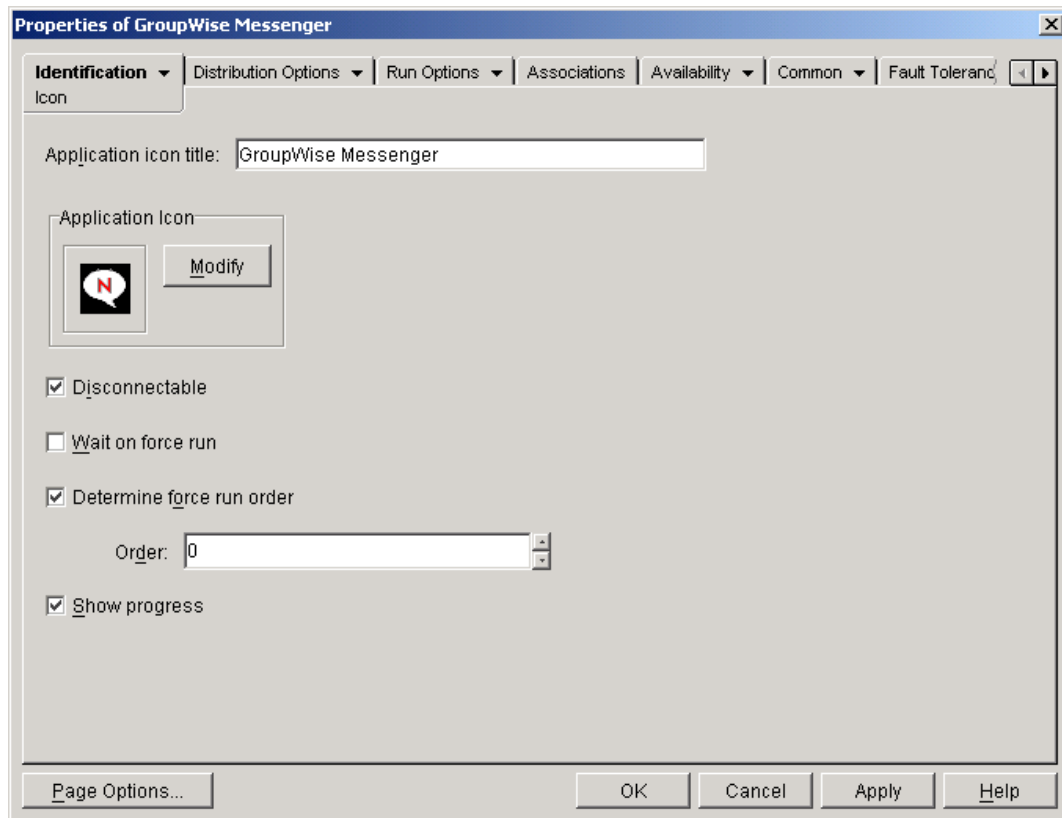 Properties of GroupWise Messenger
Identification Distribution Options Run Options Associations Availability Common Fault Toleranc
Icon
Application icon title: GroupWise Messenger
Application Icon
N
Modify
Disconnectable
Wait on force run
Determine force run order
Order: 0
Show progress
Page Options... OK Cancel Apply Help